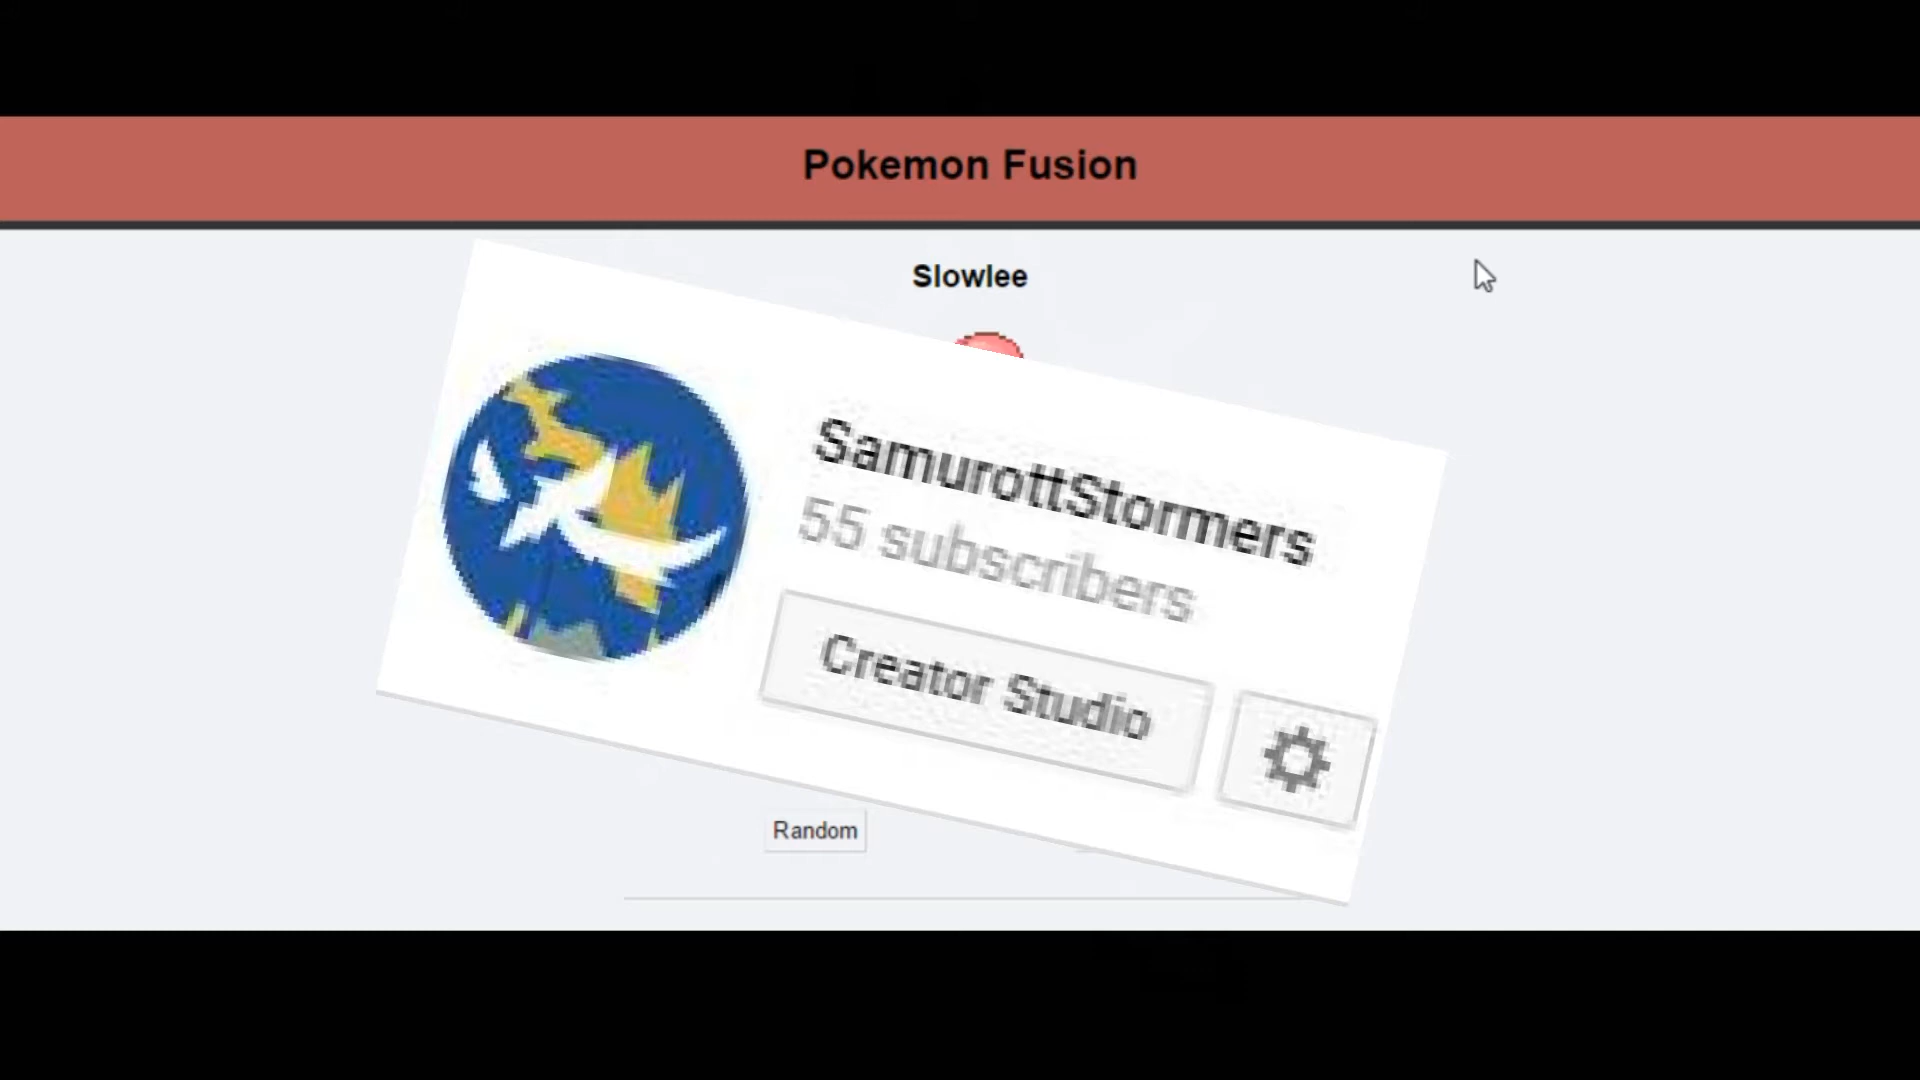 Pokemon Fusion
Slowlee
SamurottStormers
55 subscribers
Creator Studio
Random